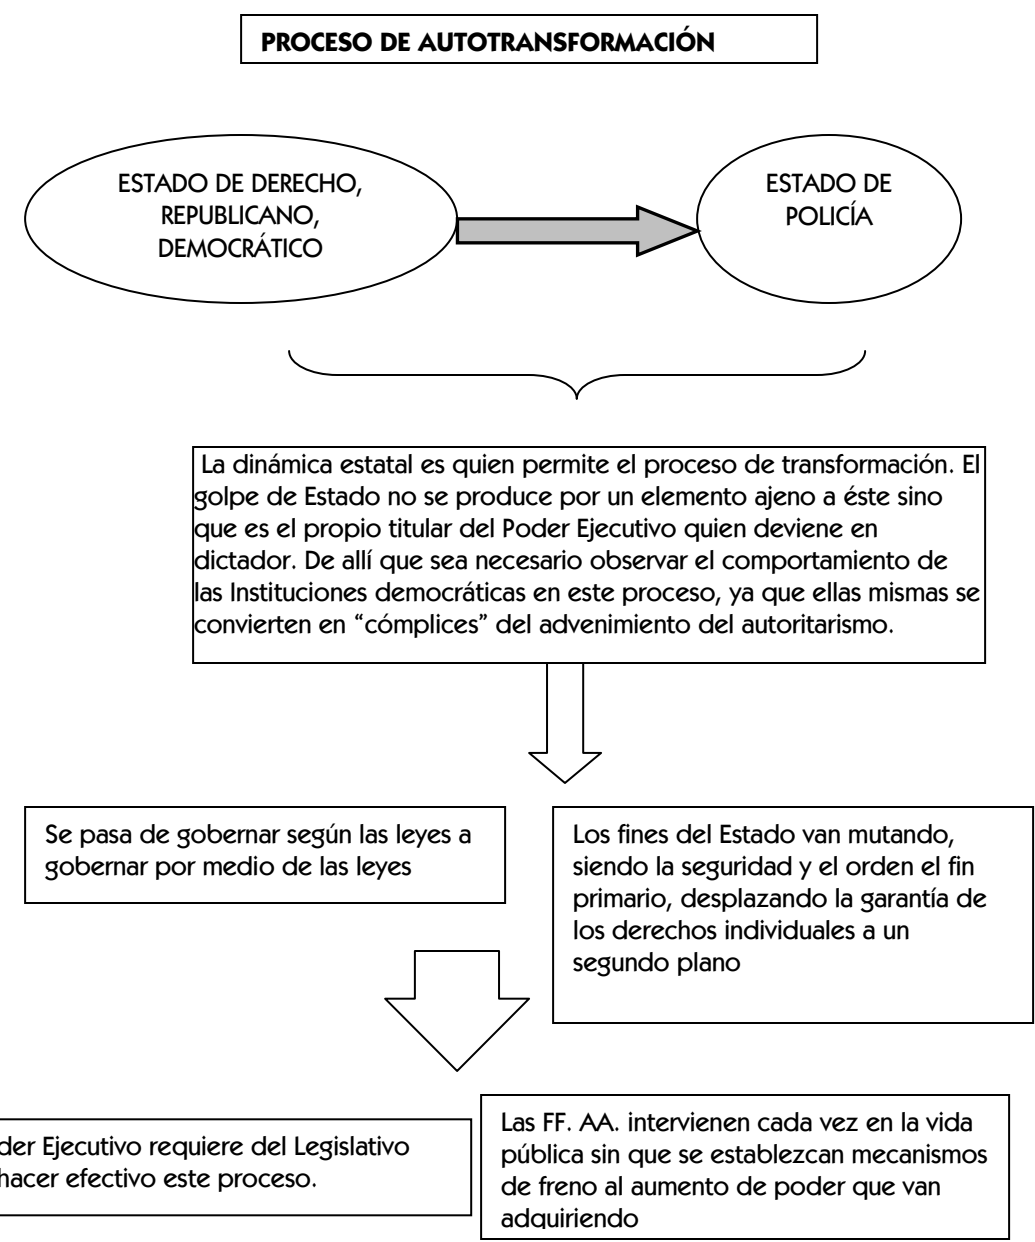 PROCESO DE AUTOTRANSFORMACIÓN
ESTADO DE DERECHO,
REPUBLICANO,
DEMOCRÁTICO
ESTADO DE
POLICÍA
La dinámica estatal es quien permite el proceso de transformación. El
golpe de Estado no se produce por un elemento ajeno a éste sino
que es el propio titular del Poder Ejecutivo quien deviene en
dictador. De allí que sea necesario observar el comportamiento de
las Instituciones democráticas en este proceso, ya que ellas mismas se
convierten en “cómplices” del advenimiento del autoritarismo.
Se pasa de gobernar según las leyes a
gobernar por medio de las leyes
Los fines del Estado van mutando,
siendo la seguridad y el orden el fin
primario, desplazando la garantía de
los derechos individuales a un
segundo plano
der Ejecutivo requiere del Legislativo
hacer efectivo este proceso.
Las FF. AA. intervienen cada vez en la vida
pública sin que se establezcan mecanismos
de freno al aumento de poder que van
adquiriendo